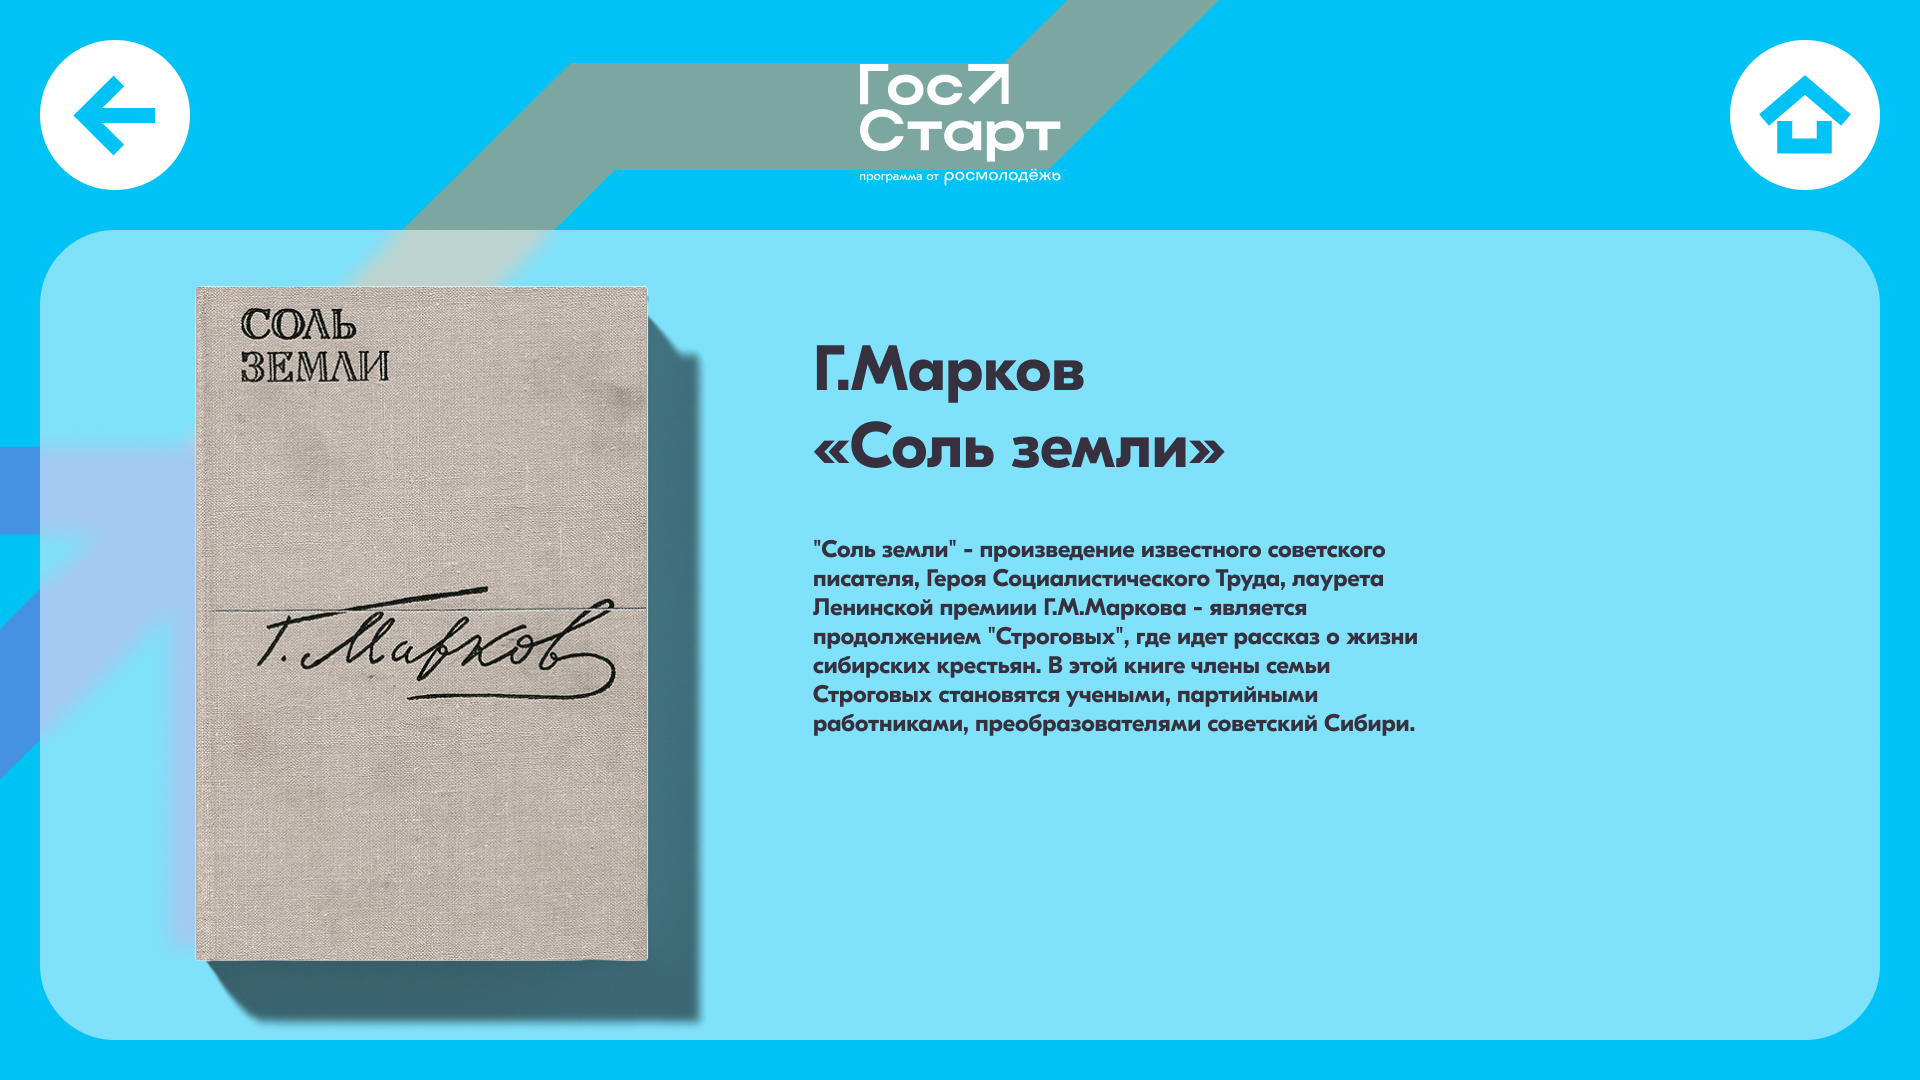 Гос
Старт
программа от росмолодёжь
СОЛЬ
ЗЕМЛИ
Г. Марков
Г.Марков
«Соль земли»
"Соль земли" - произведение известного советского
писателя, Героя Социалистического Труда, лаурета
Ленинской премиии Г.М.Маркова - является
продолжением "Строговых", где идет рассказ о жизни
сибирских крестьян. В этой книге члены семьи
Строговых становятся учеными, партийными
работниками, преобразователями советский Сибири.